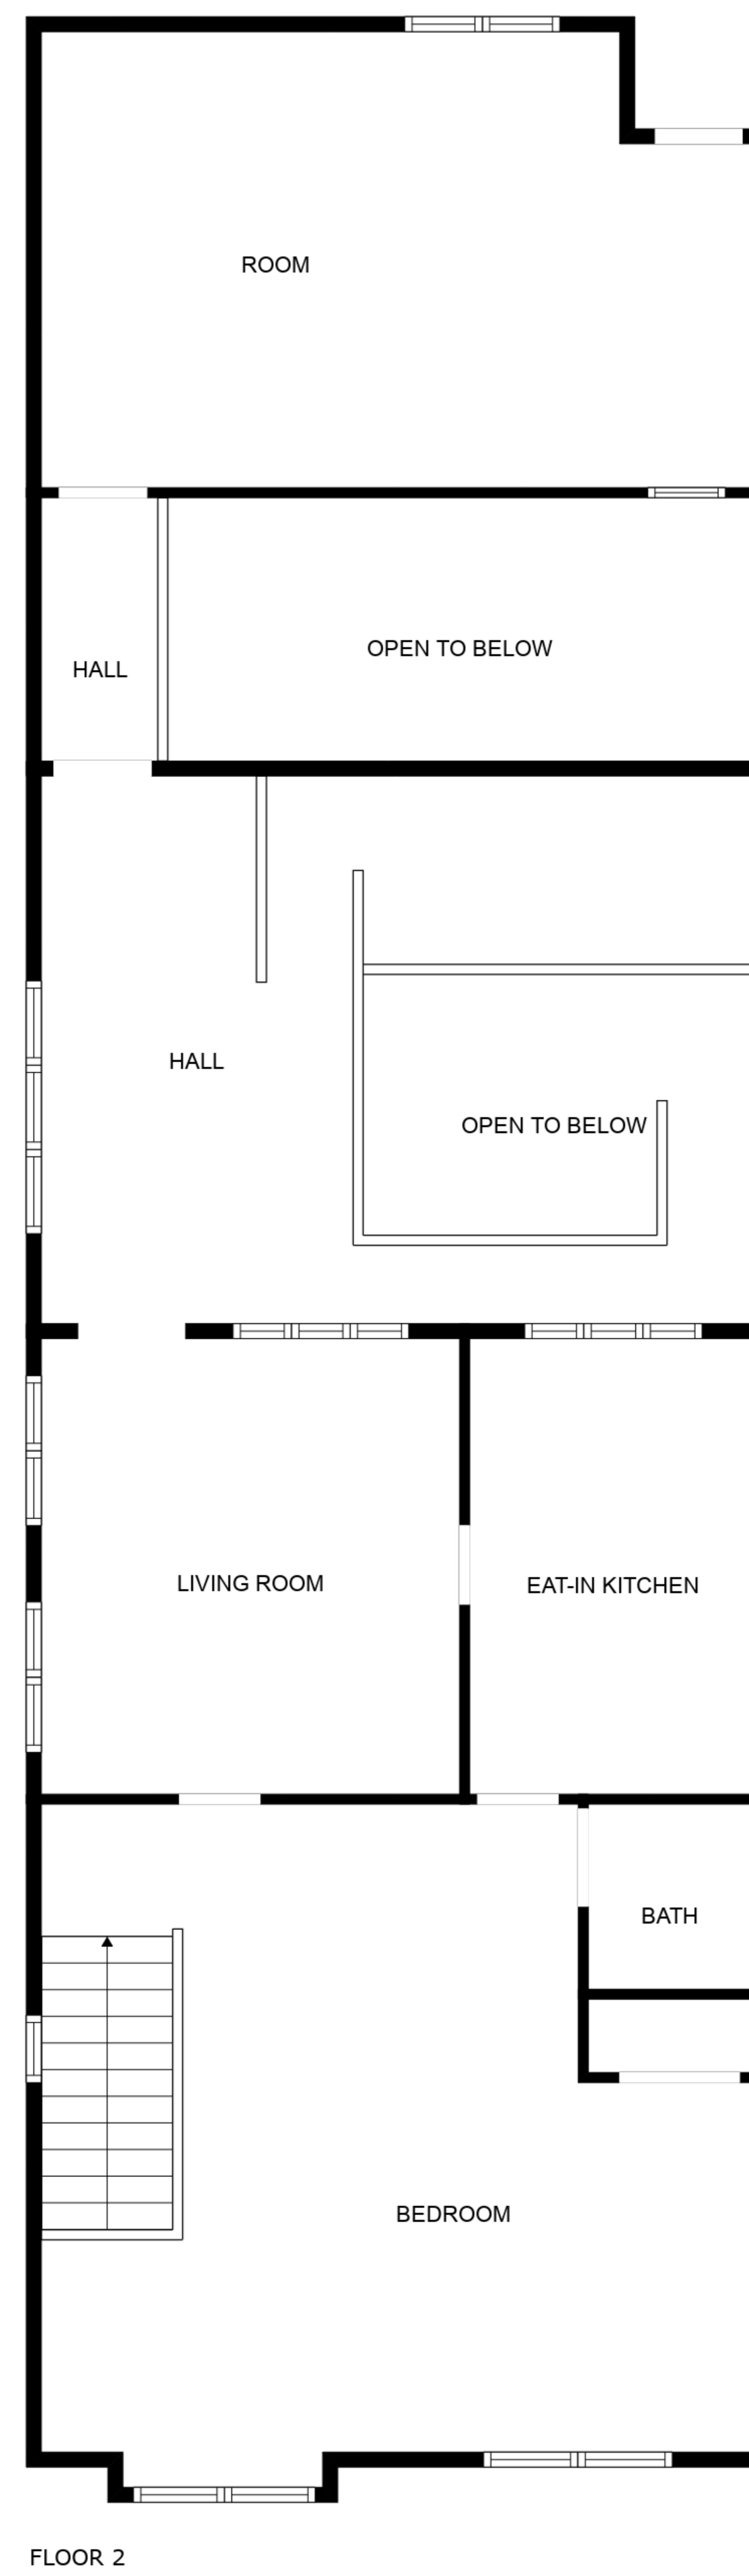 ROOM
OPEN TO BELOW
HALL
HALL
OPEN TO BELOW
LIVING ROOM
EAT-IN KITCHEN
BATH
BEDROOM
FLOOR 2